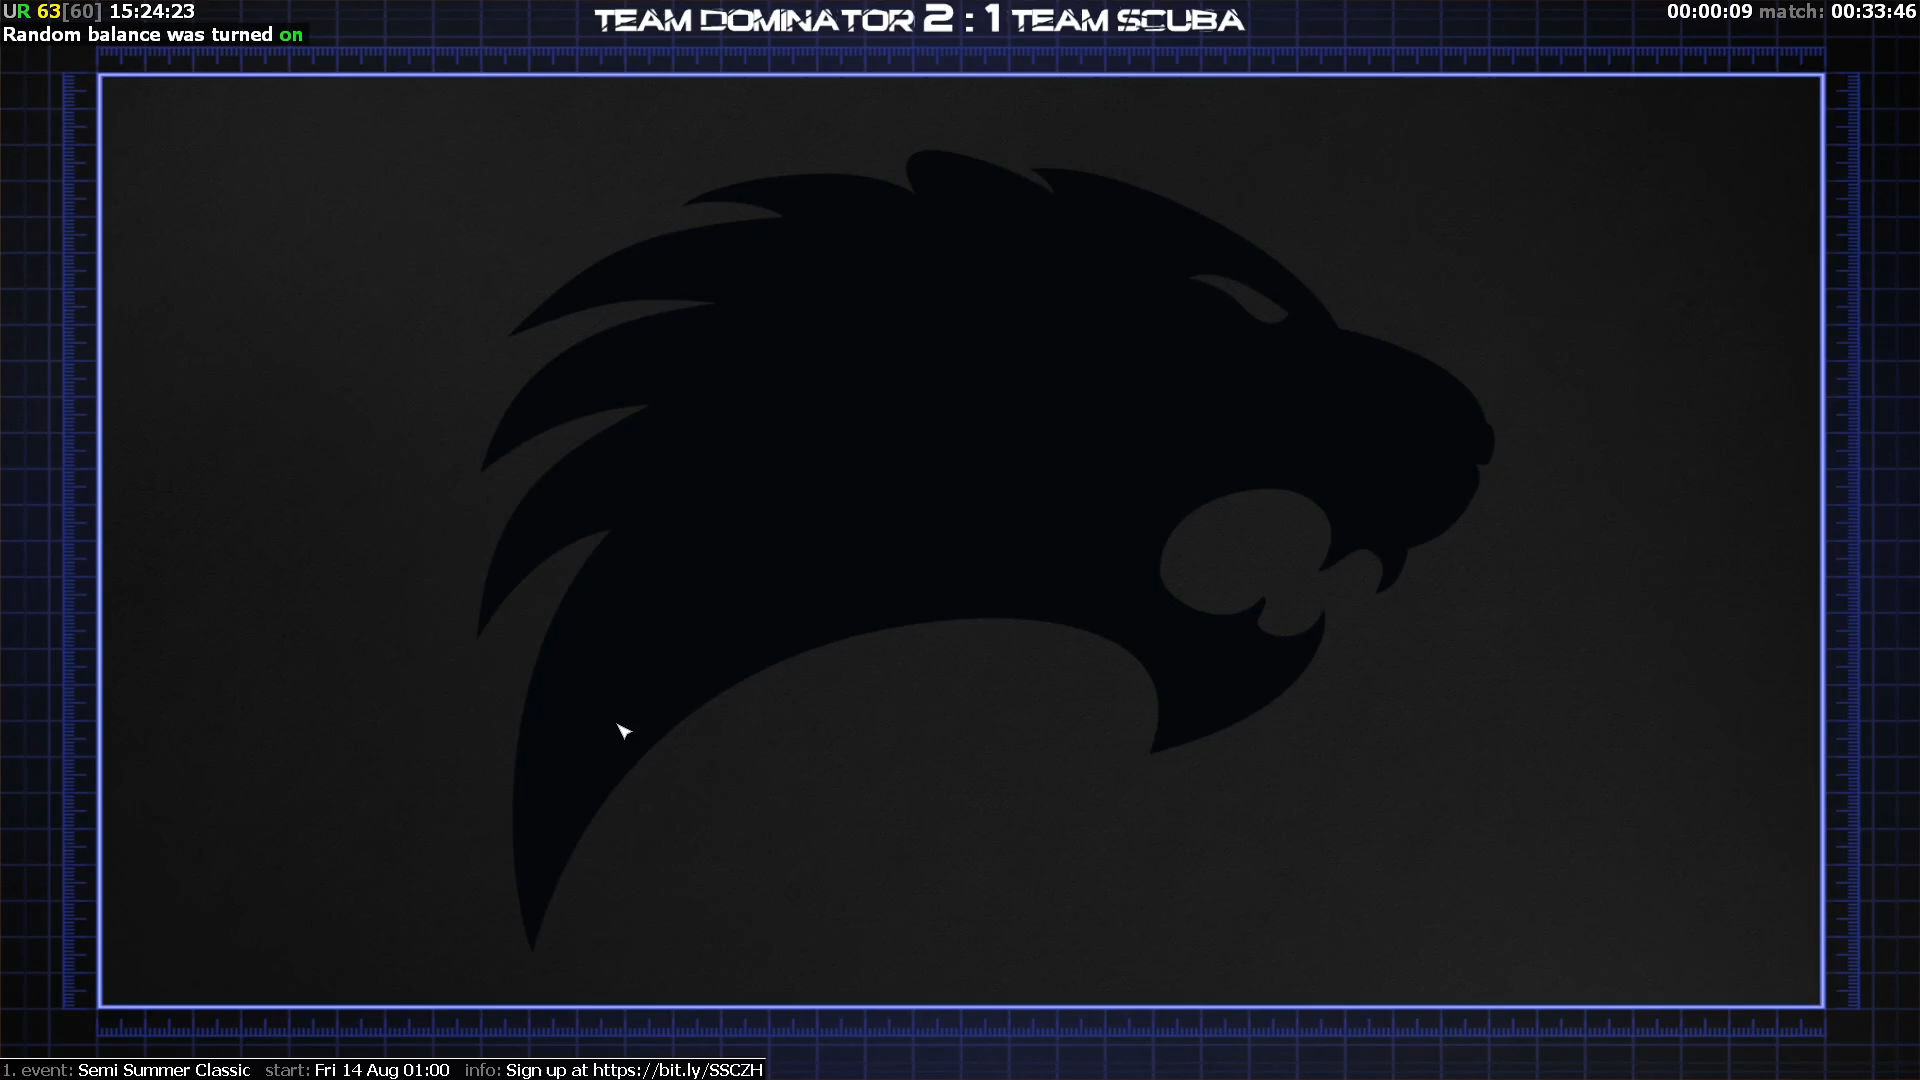 UR 63[60] 15:24:23
TEAM DOMINATOR 2 : 1 TEAM SCUBA
00:00:09 match: 00:33:46
Random balance was turned on
1. event: Semi Summer Classic start: Fri 14 Aug 01:00 info: Sign up at https://bit.ly/SSCZH